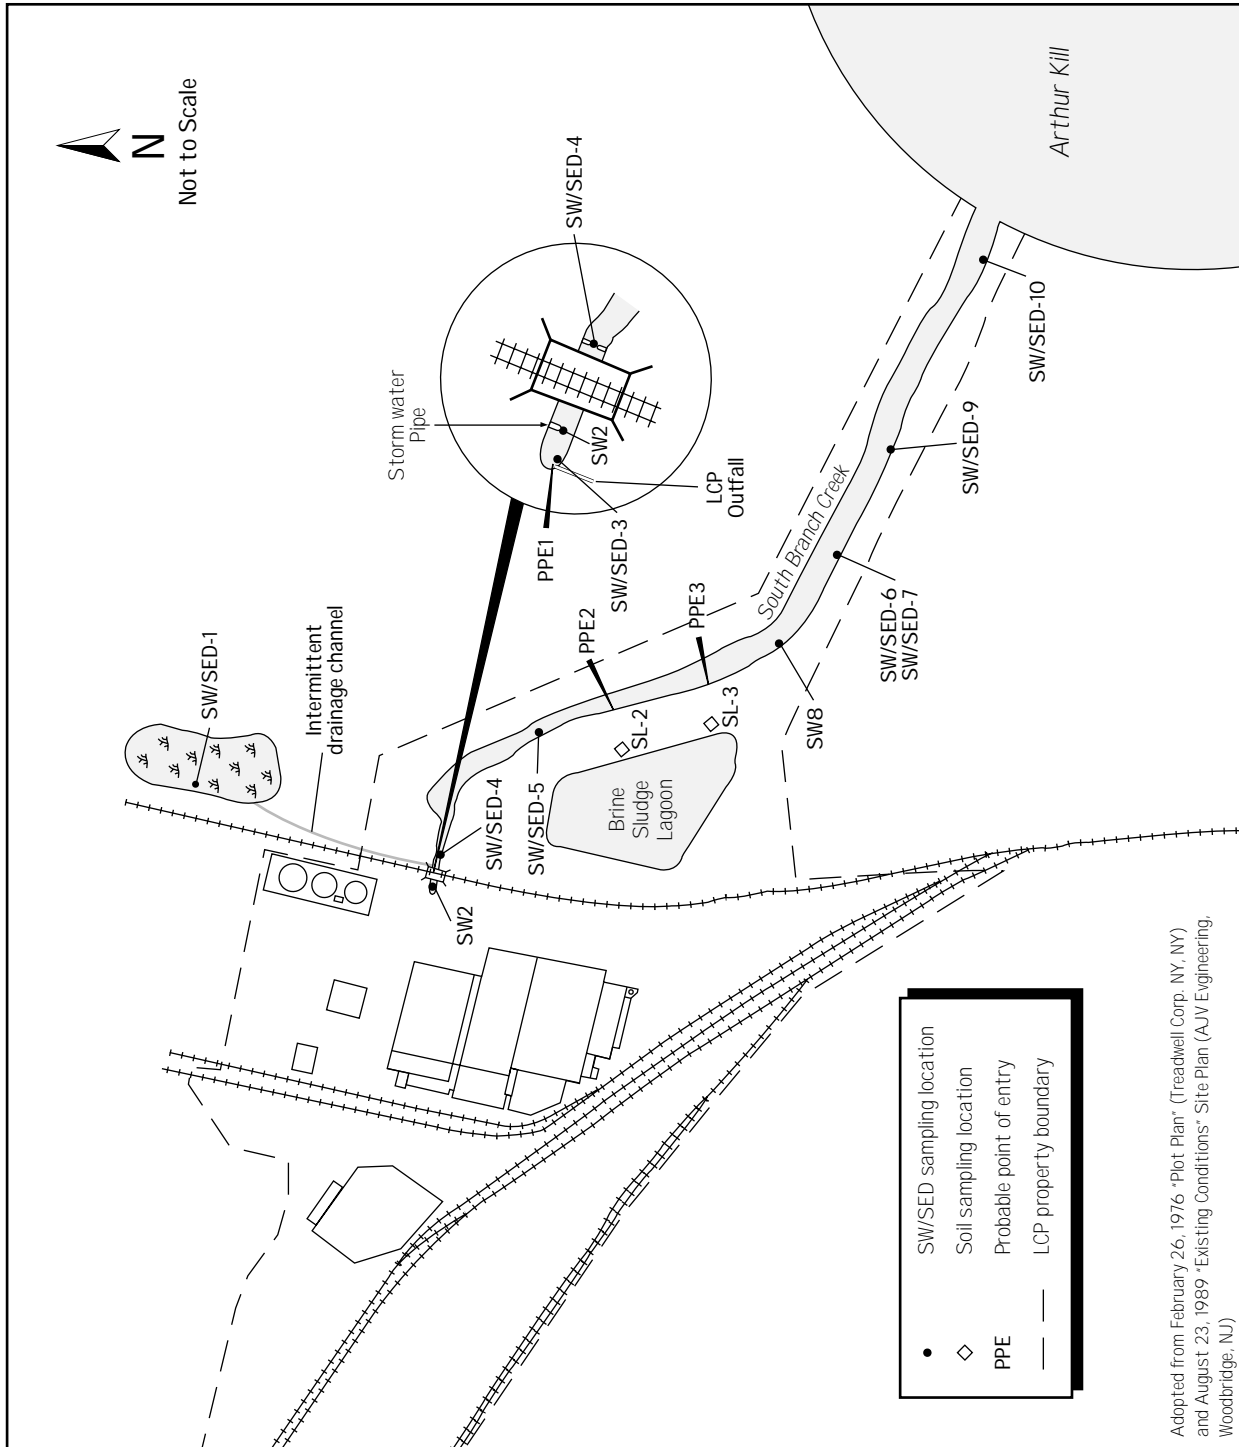 N
Not to Scale
Arthur Kill
SW/SED-4
Storm water
Pipe
SW2
LCP
Outfall
PPE1
SW/SED-3
SW/SED-10
SW/SED-9
South Branch Creek
SW/SED-6
SW/SED-7
PPE2
PPE3
SW8
SW/SED-1
Intermittent
drainage channel
SL-2
SL-3
Brine
Sludge
Lagoon
SW/SED-4
SW/SED-5
SW2
SW/SED sampling location
Soil sampling location
PPE Probable point of entry
LCP property boundary
Adopted from February 26, 1976 "Plot Plan" (Treadwell Corp. NY, NY)
and August 23, 1989 "Existing Conditions" Site Plan (AJV Evgineering,
Woodbridge, NJ)